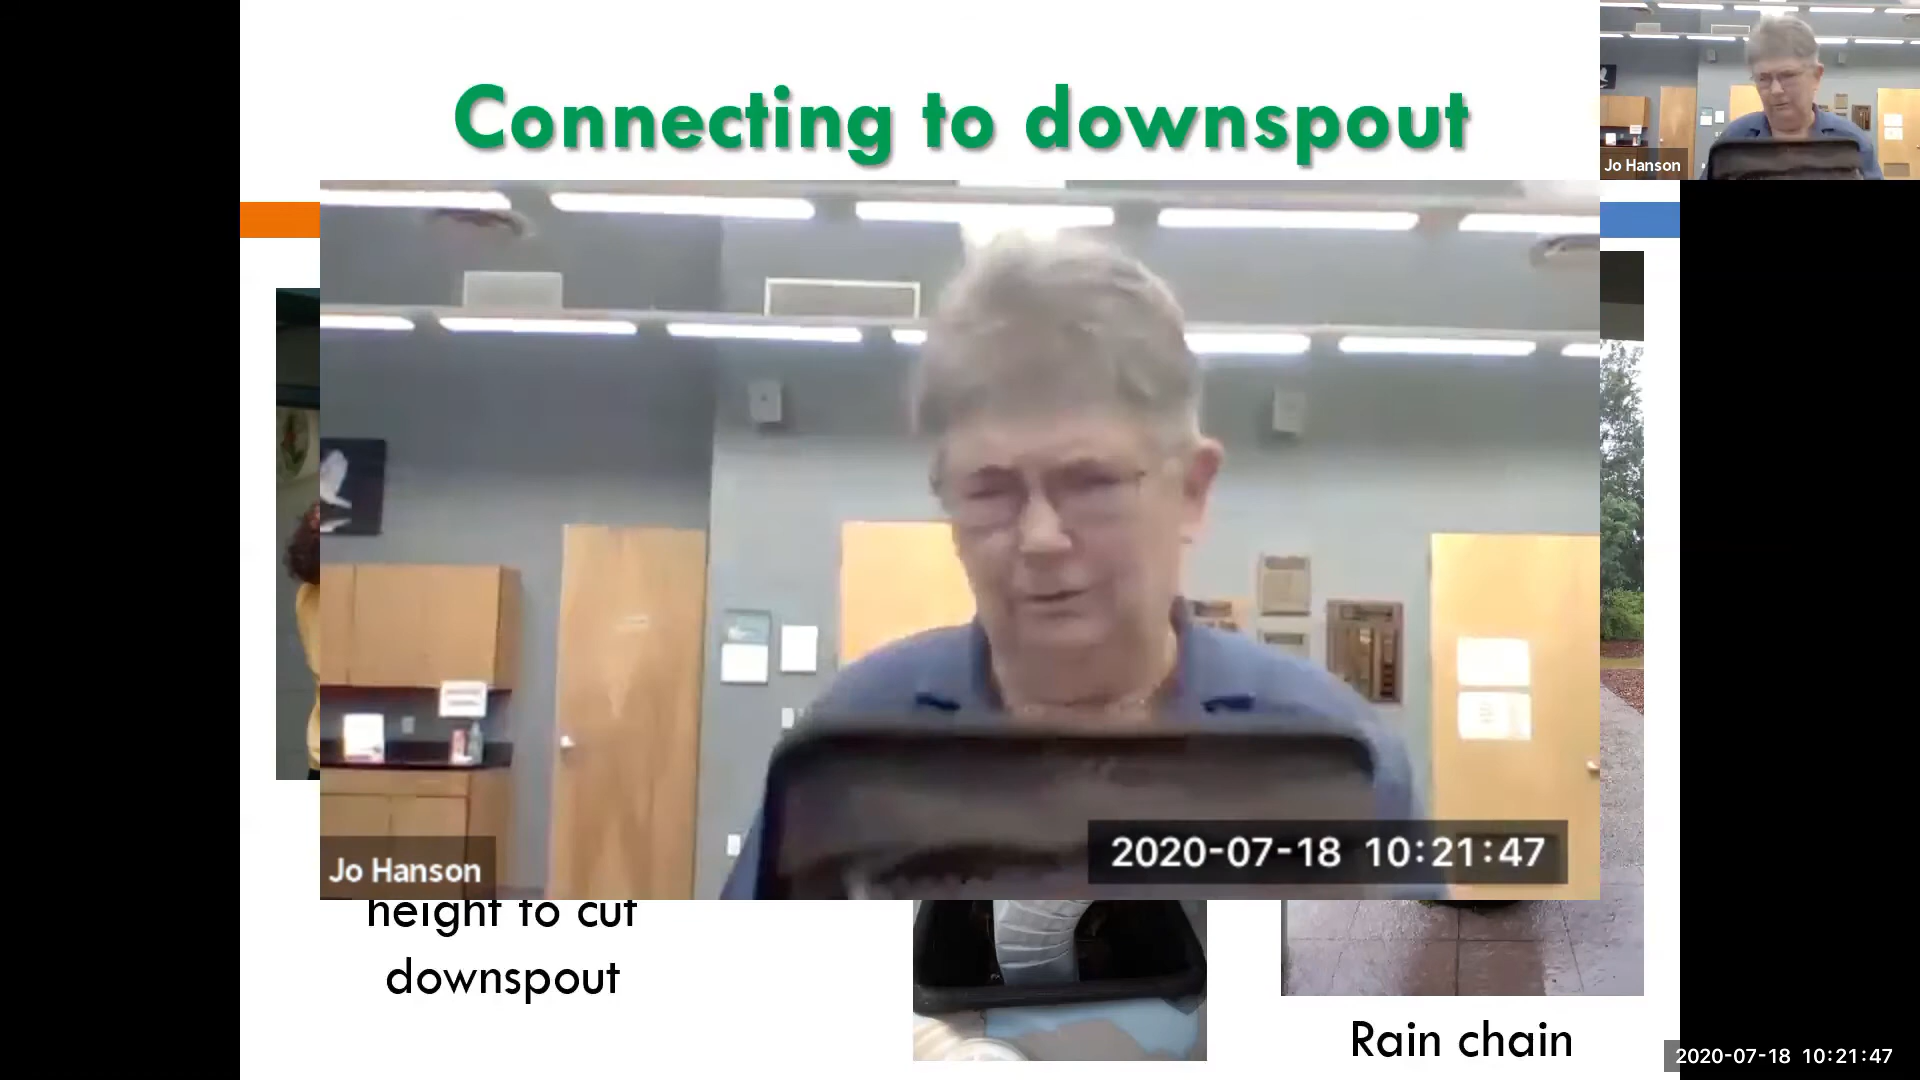 Connecting to downspout
Jo Hanson
Jo Hanson
2020-07-18 10:21:47
height to cut
downspout
Rain chain
2020-07-18 10:21:47